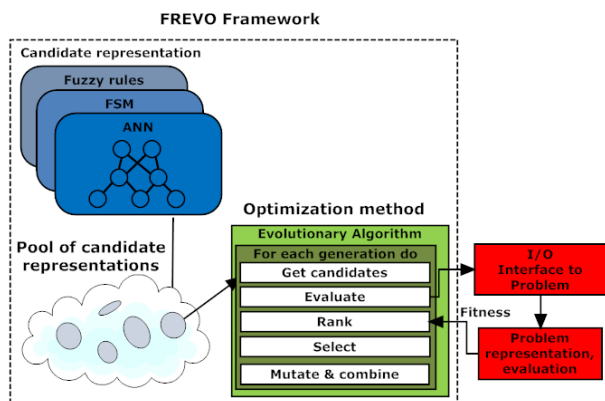 FREVO Framework
Candidate representation
Fuzzy rules
FSM
ANN
Pool of candidate
representations
Optimization method
Evolutionary Algorithm
For each generation do
Get candidates
Evaluate
Rank
Select
Mutate & combine
I/O
Interface to
Problem
Fitness
Problem
representation,
evaluation